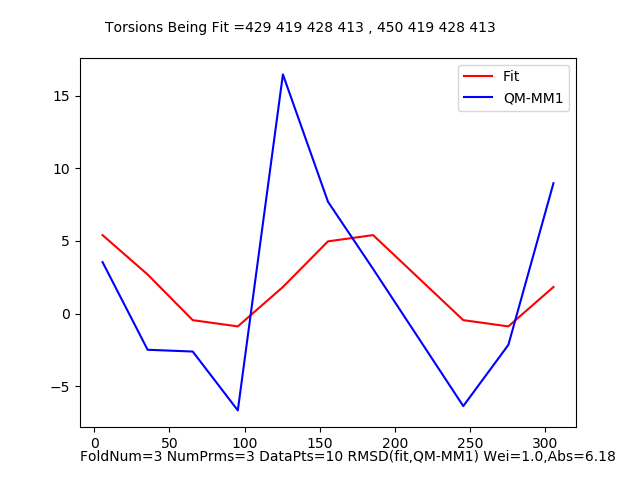 Torsions Being Fit =429 419 428 413 , 450 419 428 413
Fit
QM-MM1
15
10
5
0
−5
0 50 100 150 200 250 300
FoldNum=3 NumPrms=3 DataPts=10 RMSD(fit,QM-MM1) Wei=1.0,Abs=6.18